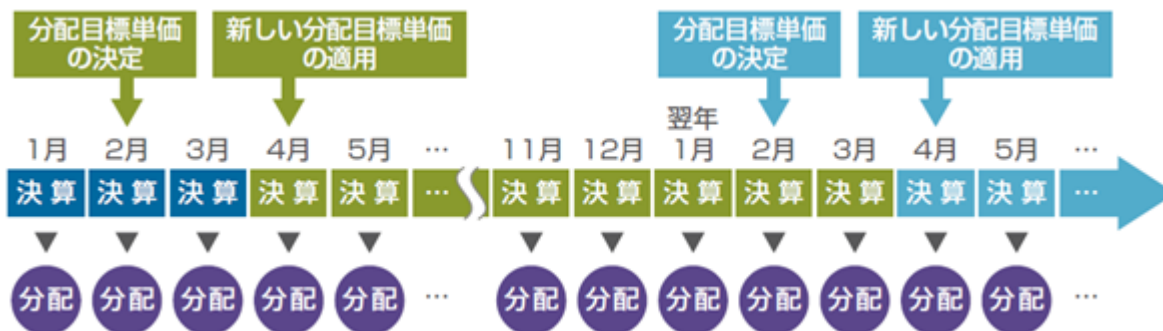 分配目標単価
の決定
新しい分配目標単価
の適用
分配目標単価
の決定
新しい分配目標単価
の適用
翌年
1月 2月 3月 4月 5月 … 11月 12月 1月 2月 3月 4月 5月 …
決算 決算 決算 決算 決算 … 決算 決算 決算 決算 決算 決算 決算 …
▼ ▼ ▼ ▼ ▼ ▼ ▼ ▼ ▼ ▼ ▼ ▼
分配 分配 分配 分配 分配 … 分配 分配 分配 分配 分配 分配 分配 …